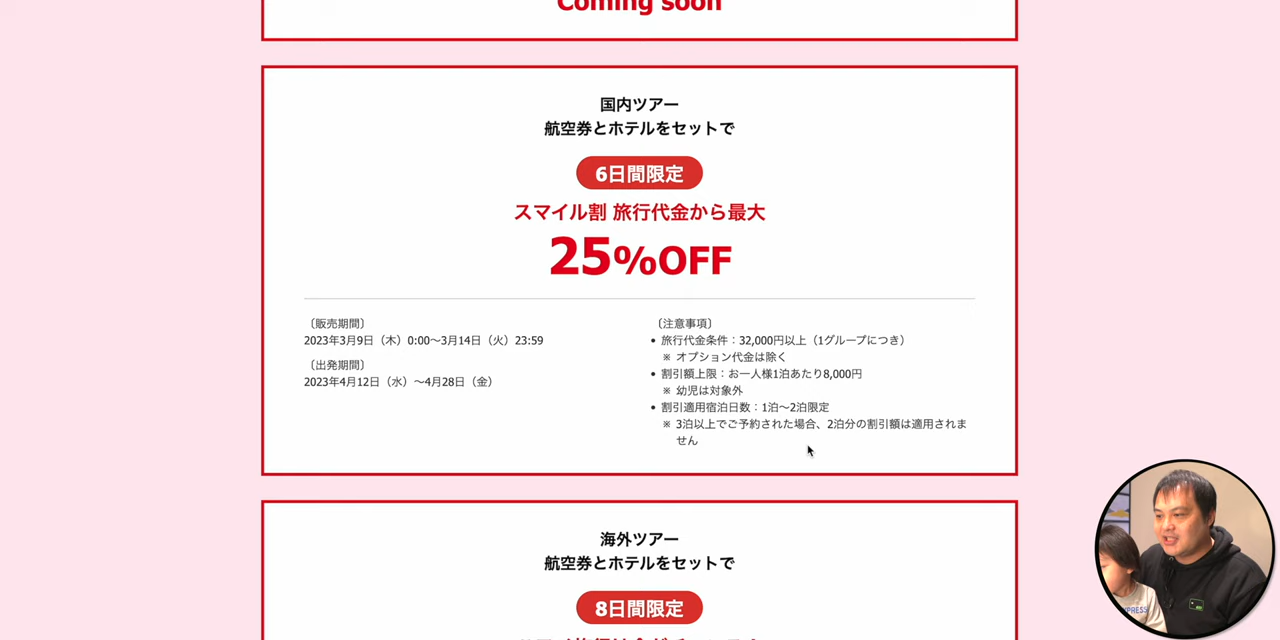 Coming soon
国内ツアー
航空券とホテルをセットで
6日間限定
スマイル割 旅行代金から最大
25%OFF
〔販売期間〕
2023年3月9日（木）0:00〜3月14日（火）23:59
〔出発期間〕
2023年4月12日（水）〜4月28日（金）
〔注意事項〕
• 旅行代金条件：32,000円以上（1グループにつき）
※ オプション代金は除く
• 割引額上限：お一人様1泊あたり8,000円
※ 幼児は対象外
• 割引適用宿泊日数：1泊〜2泊限定
※ 3泊以上でご予約された場合、2泊分の割引額は適用されま
せん
海外ツアー
航空券とホテルをセットで
8日間限定